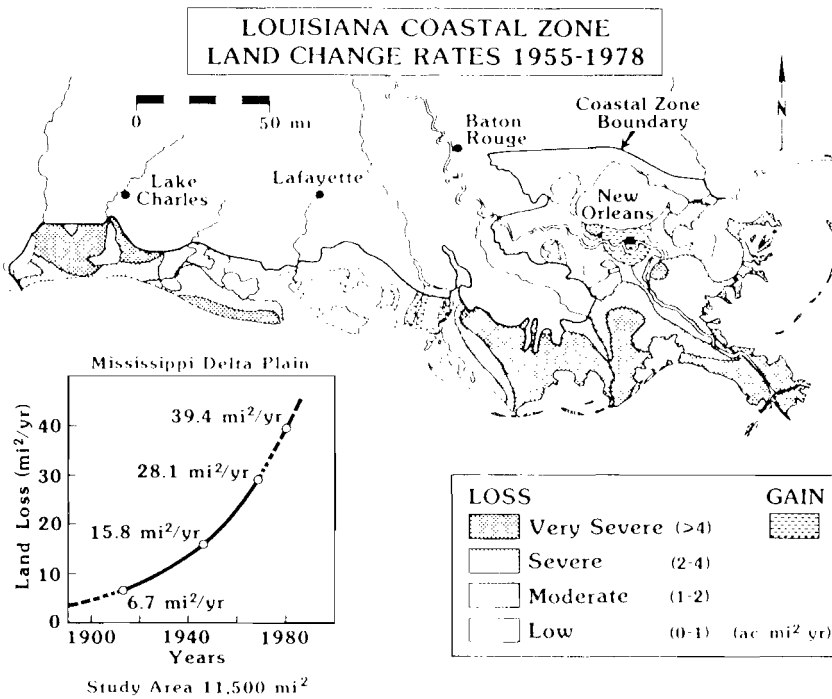 LOUISIANA COASTAL ZONE
LAND CHANGE RATES 1955-1978
0 50 mi
N
Baton
Rouge
Coastal Zone
Boundary
Lake
Charles
Lafayette
New
Orleans
Mississippi Delta Plain
Land Loss (mi²/yr)
40
30
20
10
0
39.4 mi²/yr
28.1 mi²/yr
15.8 mi²/yr
6.7 mi²/yr
1900 1940 1980
Years
Study Area 11,500 mi²
LOSS GAIN
Very Severe (>4)
Severe (2-4)
Moderate (1-2)
Low (0-1) (ac mi² yr)